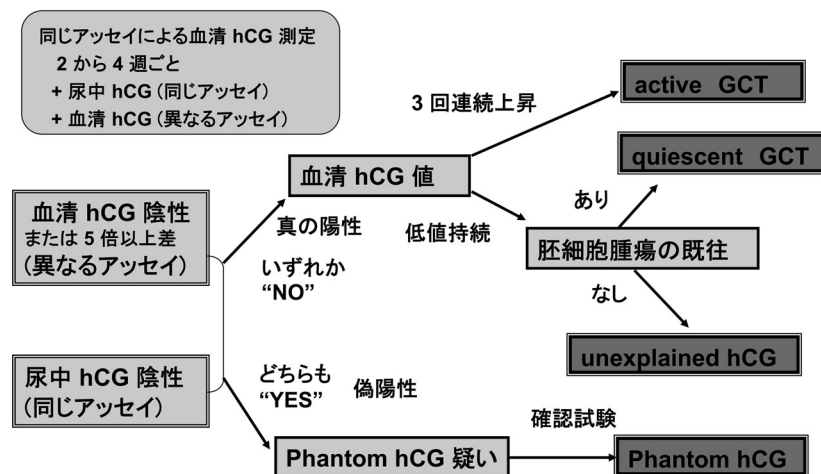 同じアッセイによる血清 hCG 測定
2 から 4 週ごと
+ 尿中 hCG (同じアッセイ)
+ 血清 hCG (異なるアッセイ)
3 回連続上昇
active GCT
quiescent GCT
血清 hCG 値
あり
血清 hCG 陰性
または 5 倍以上差
(異なるアッセイ)
真の陽性
低値持続
胚細胞腫瘍の既往
いずれか
“NO”
なし
unexplained hCG
尿中 hCG 陰性
(同じアッセイ)
どちらも
“YES”
偽陽性
確認試験
Phantom hCG 疑い
Phantom hCG